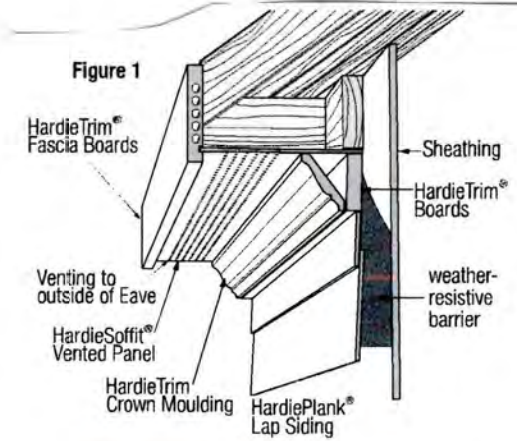 Figure 1
HardieTrim®
Fascia Boards
Sheathing
HardieTrim®
Boards
Venting to
outside of Eave
weather-
resistive
barrier
HardieSoffit®
Vented Panel
HardieTrim
Crown Moulding
HardiePlank®
Lap Siding